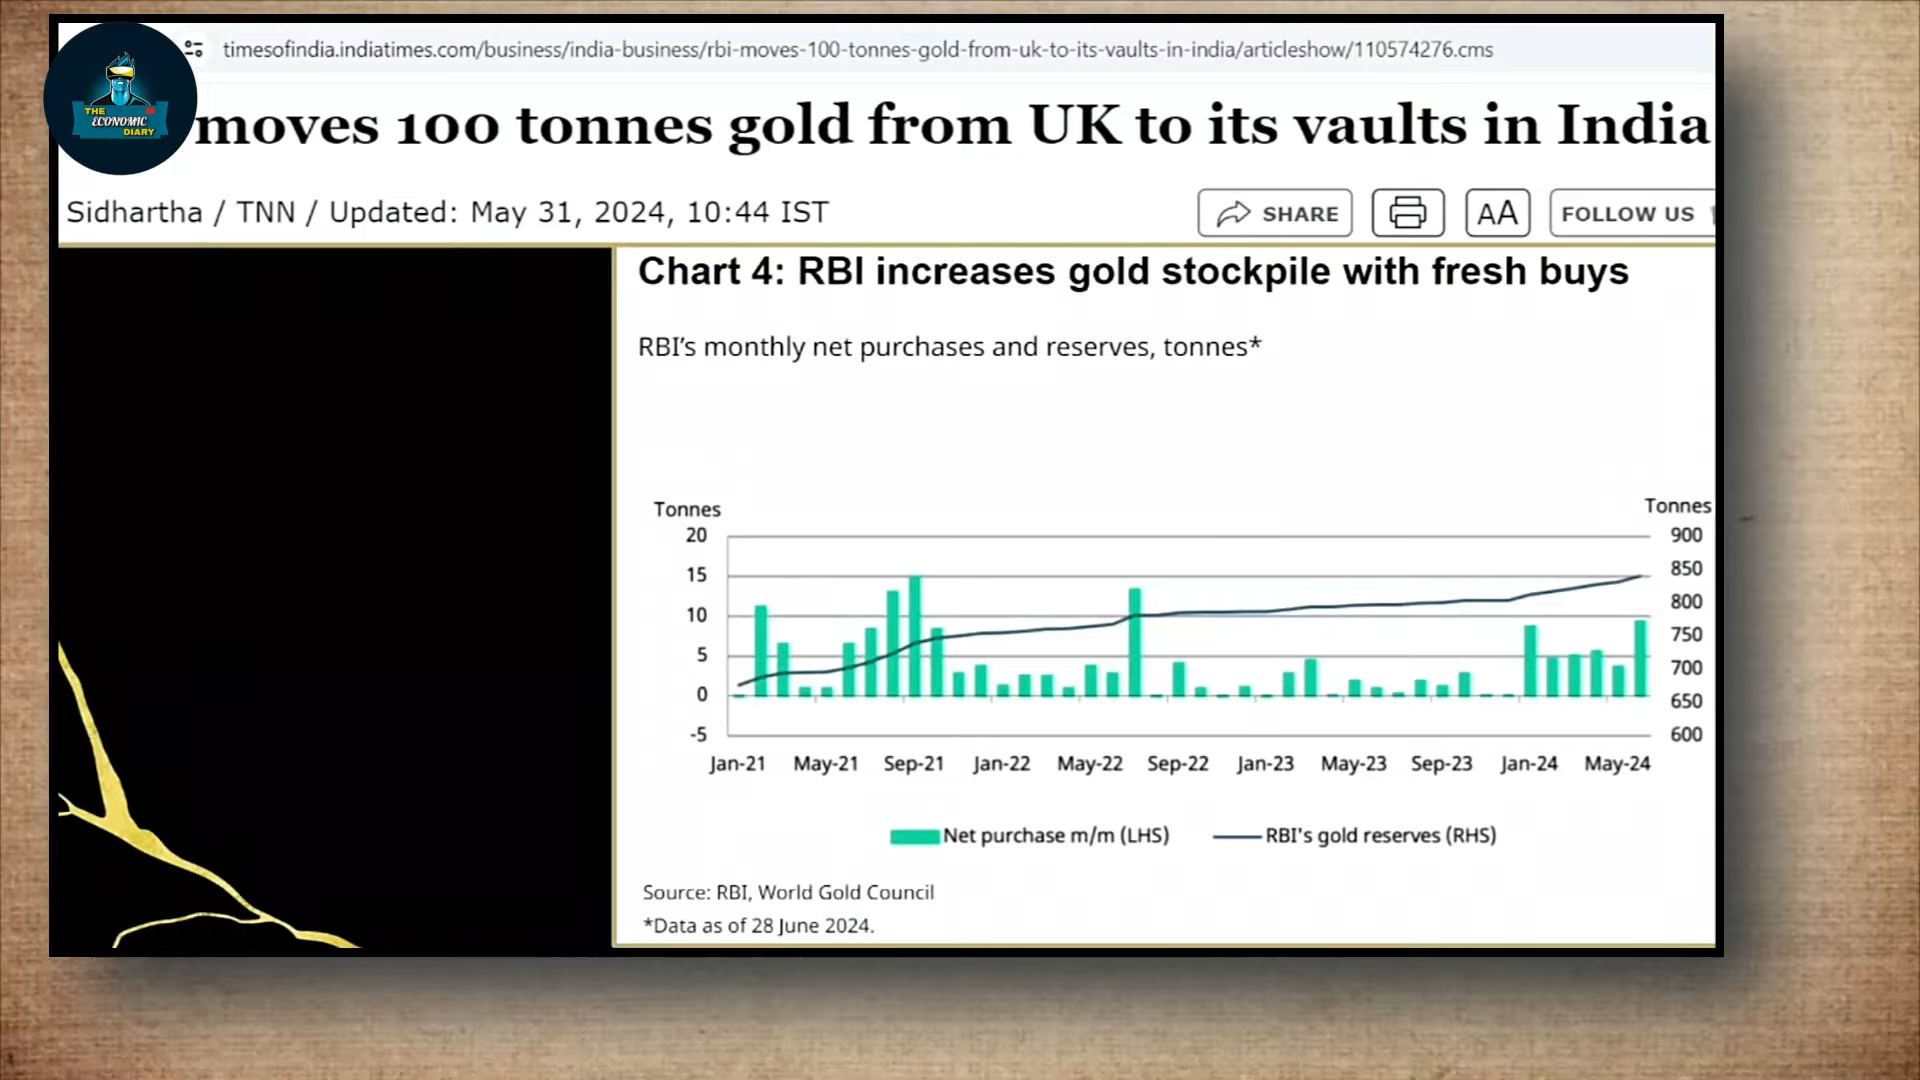 timesofindia.indiatimes.com/business/india-business/rbi-moves-100-tonnes-gold-from-uk-to-its-vaults-in-india/articleshow/110574276.cms
THE
ECONOMIC
DIARY
moves 100 tonnes gold from UK to its vaults in India
Sidhartha / TNN / Updated: May 31, 2024, 10:44 IST
SHARE
AA
FOLLOW US
Chart 4: RBI increases gold stockpile with fresh buys
RBI's monthly net purchases and reserves, tonnes*
Tonnes Tonnes
20 900
15 850
10 800
5 750
0 700
-5 650
600
Jan-21 May-21 Sep-21 Jan-22 May-22 Sep-22 Jan-23 May-23 Sep-23 Jan-24 May-24
Net purchase m/m (LHS) RBI's gold reserves (RHS)
Source: RBI, World Gold Council
*Data as of 28 June 2024.